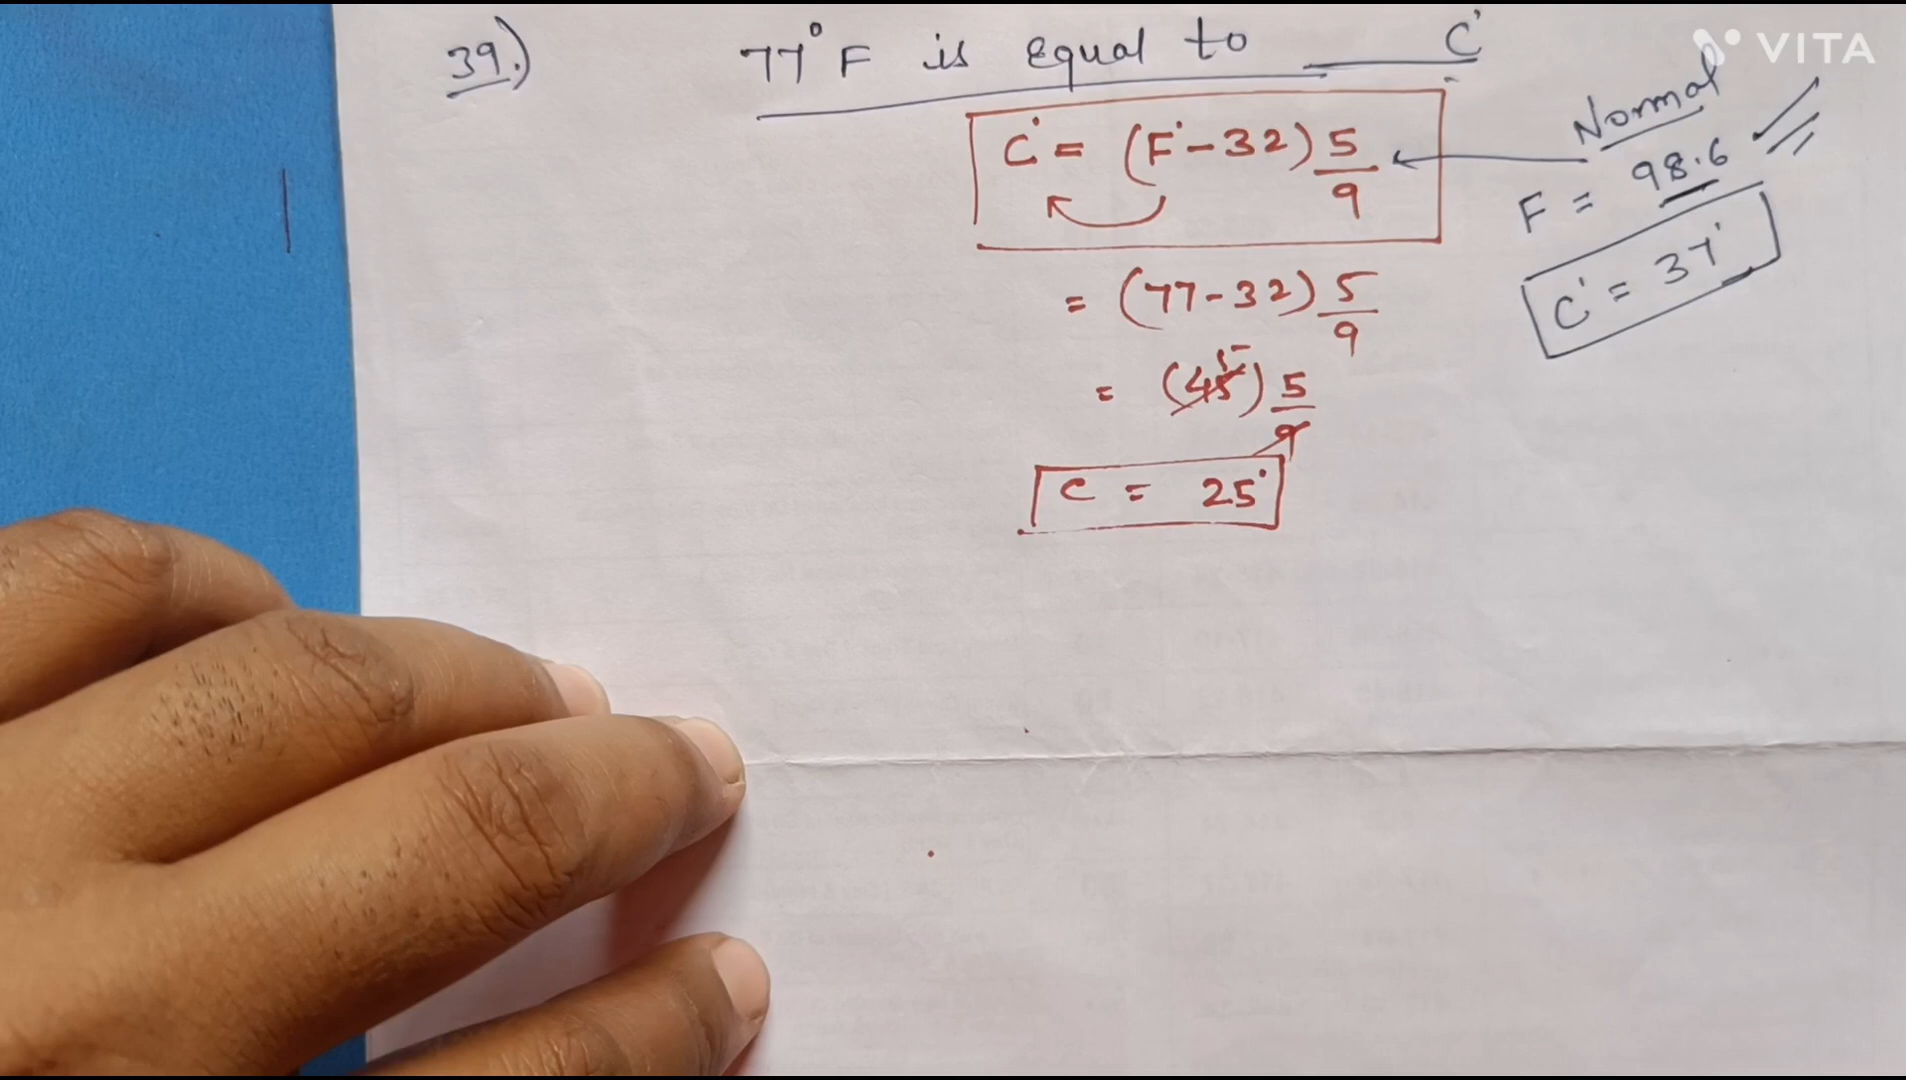 39.) 77° F is equal to ___ C°
C° = (F° - 32) 5/9
= (77 - 32) 5/9
= (45) 5 5/9
C = 25°
Normal
F = 98.6
C° = 37°
VITA